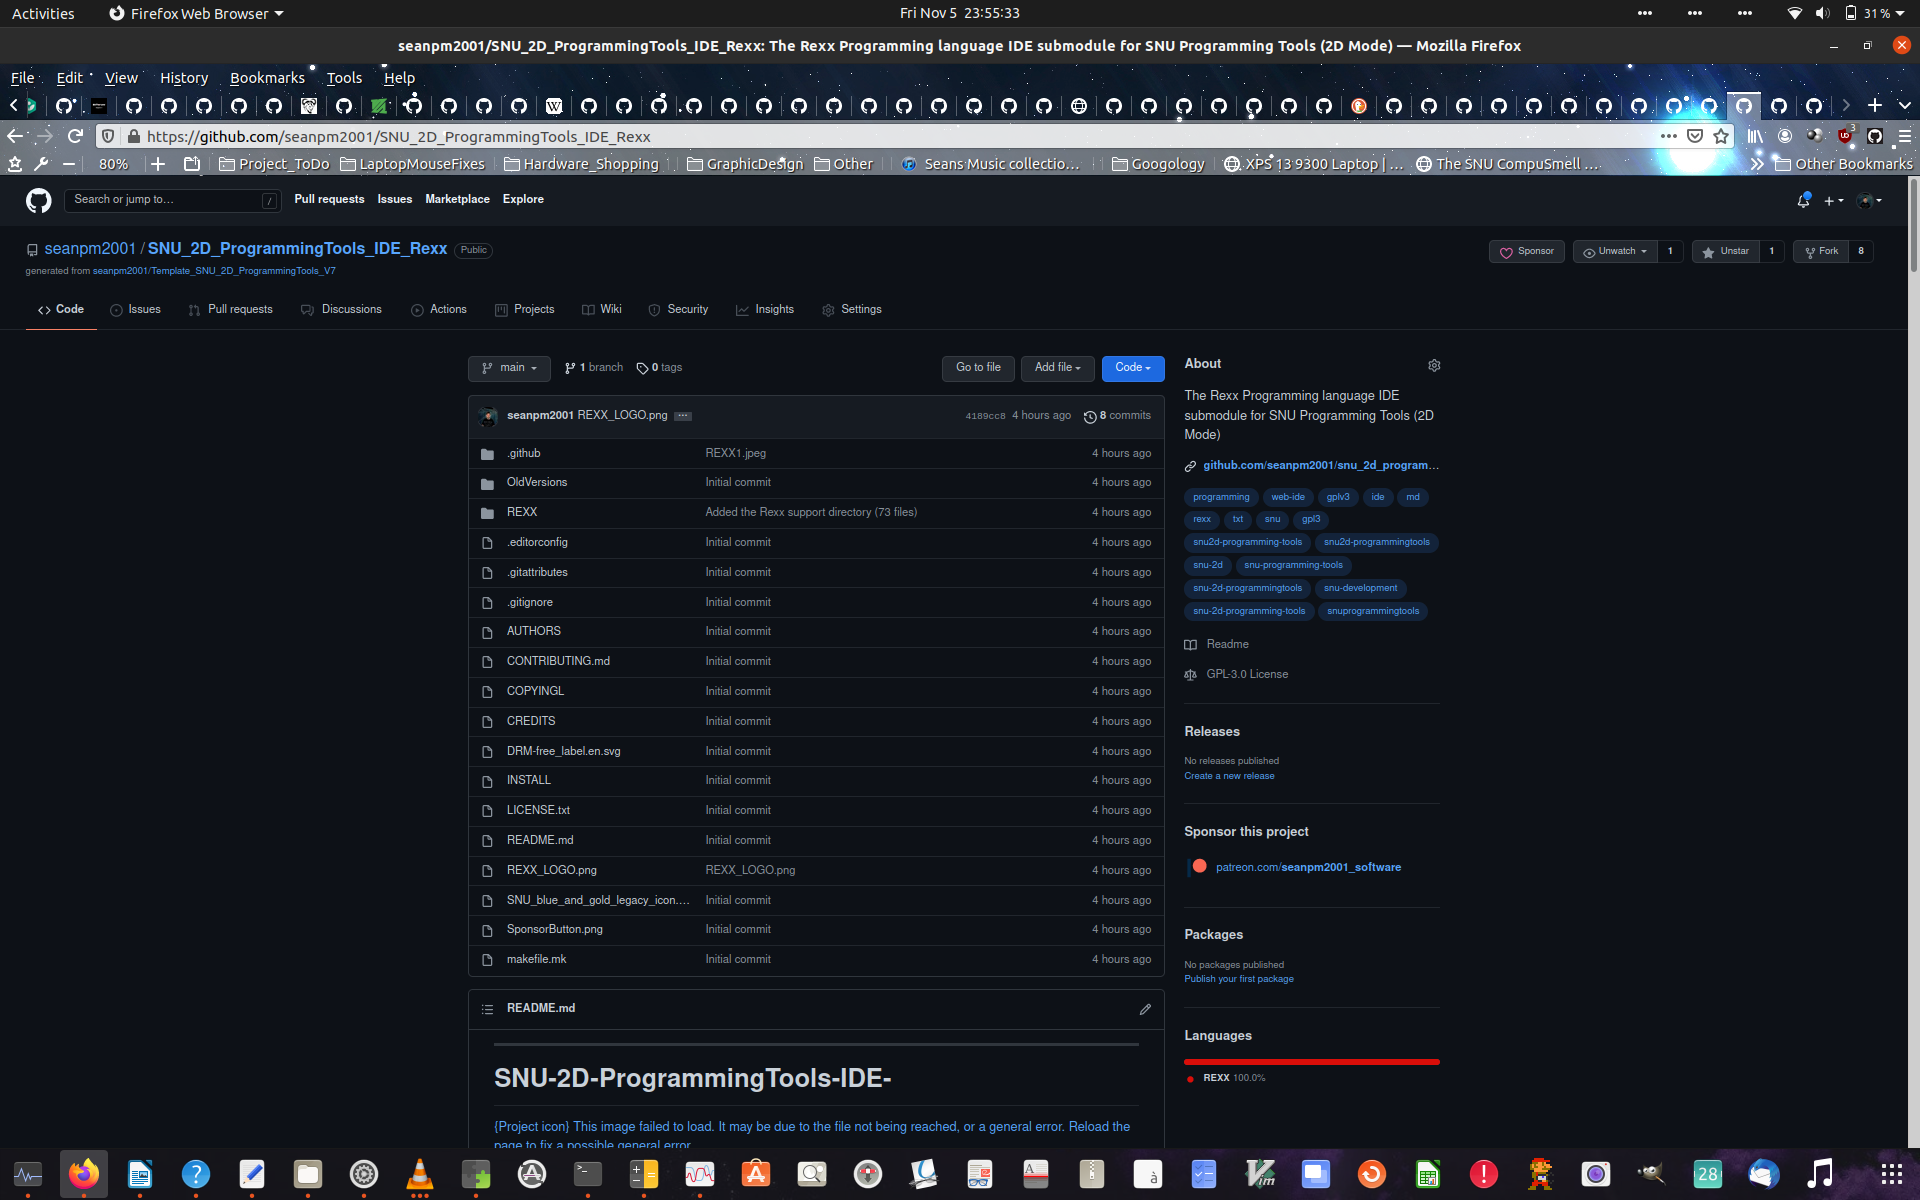 Activities
Firefox Web Browser
Fri Nov 5 23:55:33
31 %
seanpm2001/SNU_2D_ProgrammingTools_IDE_Rexx: The Rexx Programming language IDE submodule for SNU Programming Tools (2D Mode) — Mozilla Firefox
File Edit View History Bookmarks Tools Help
https://github.com/seanpm2001/SNU_2D_ProgrammingTools_IDE_Rexx
3
80%
Project_ToDo
LaptopMouseFixes
Hardware_Shopping
GraphicDesign
Other
Seans Music collectio…
Googology
XPS 13 9300 Laptop | …
The SNU CompuSmell …
Other Bookmarks
Search or jump to…
/
Pull requests Issues Marketplace Explore
seanpm2001 / SNU_2D_ProgrammingTools_IDE_Rexx Public
generated from seanpm2001/Template_SNU_2D_ProgrammingTools_V7
Sponsor
Unwatch 1
Unstar 1
Fork 8
Code
Issues
Pull requests
Discussions
Actions
Projects
Wiki
Security
Insights
Settings
main
1 branch
0 tags
Go to file
Add file
Code
seanpm2001 REXX_LOGO.png ... 4189cc8 4 hours ago 8 commits
.github REXX1.jpeg 4 hours ago
OldVersions Initial commit 4 hours ago
REXX Added the Rexx support directory (73 files) 4 hours ago
.editorconfig Initial commit 4 hours ago
.gitattributes Initial commit 4 hours ago
.gitignore Initial commit 4 hours ago
AUTHORS Initial commit 4 hours ago
CONTRIBUTING.md Initial commit 4 hours ago
COPYINGL Initial commit 4 hours ago
CREDITS Initial commit 4 hours ago
DRM-free_label.en.svg Initial commit 4 hours ago
INSTALL Initial commit 4 hours ago
LICENSE.txt Initial commit 4 hours ago
README.md Initial commit 4 hours ago
REXX_LOGO.png REXX_LOGO.png 4 hours ago
SNU_blue_and_gold_legacy_icon.… Initial commit 4 hours ago
SponsorButton.png Initial commit 4 hours ago
makefile.mk Initial commit 4 hours ago
README.md
SNU-2D-ProgrammingTools-IDE-
{Project icon} This image failed to load. It may be due to the file not being reached, or a general error. Reload the
page to fix a possible general error.
About
The Rexx Programming language IDE
submodule for SNU Programming Tools (2D
Mode)
github.com/seanpm2001/snu_2d_program…
programming web-ide gplv3 ide md
rexx txt snu gpl3
snu2d-programming-tools snu2d-programmingtools
snu-2d snu-programming-tools
snu-2d-programmingtools snu-development
snu-2d-programming-tools snuprogrammingtools
Readme
GPL-3.0 License
Releases
No releases published
Create a new release
Sponsor this project
patreon.com/seanpm2001_software
Packages
No packages published
Publish your first package
Languages
REXX 100.0%
28